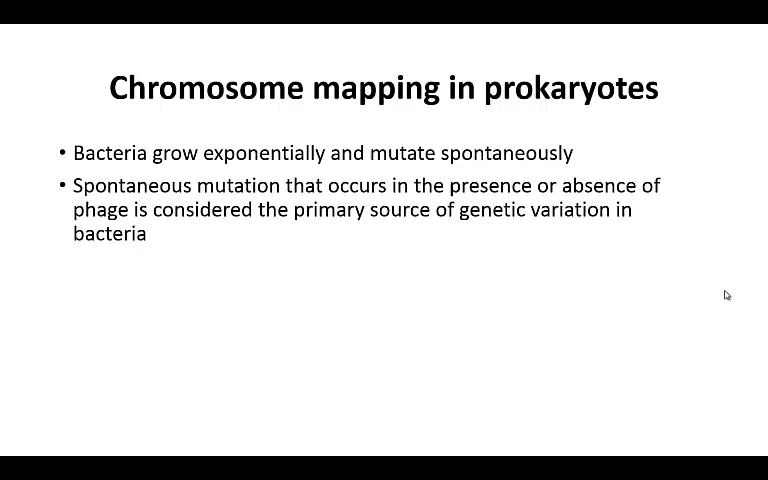 Chromosome mapping in prokaryotes
• Bacteria grow exponentially and mutate spontaneously
• Spontaneous mutation that occurs in the presence or absence of
phage is considered the primary source of genetic variation in
bacteria